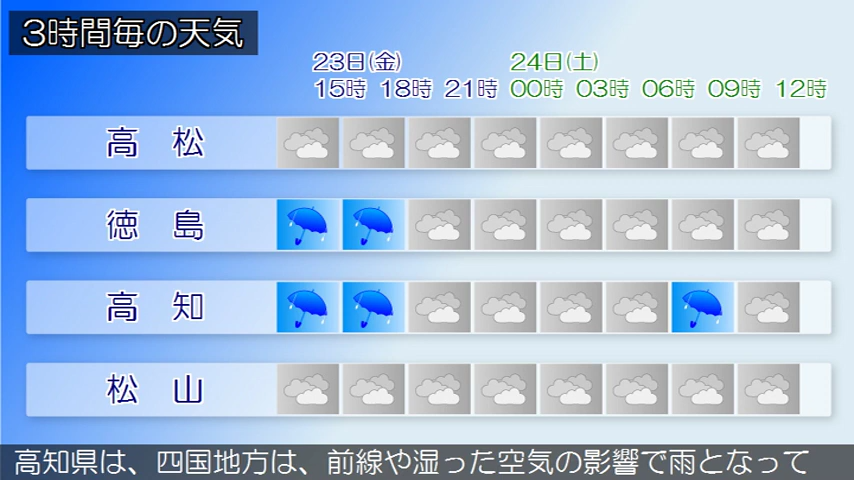 3時間毎の天気
23日(金) 24日(土)
15時 18時 21時 00時 03時 06時 09時 12時
高松
徳島
高知
松山
高知県は、四国地方は、前線や湿った空気の影響で雨となって